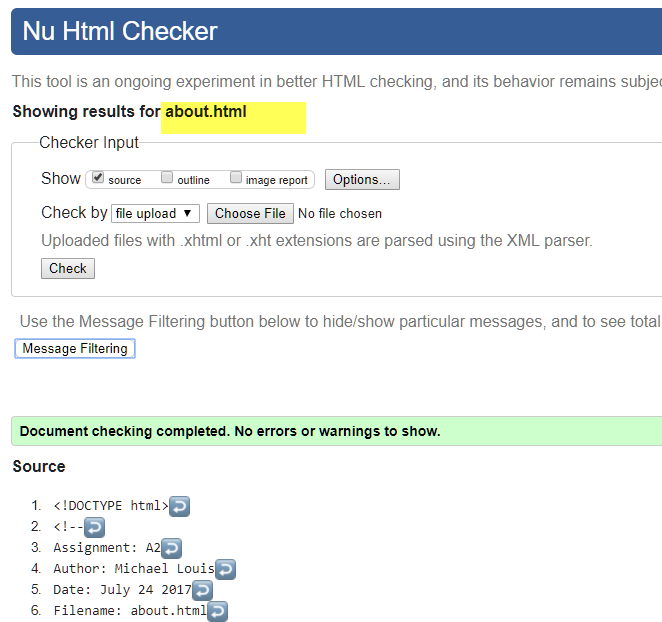 Nu Html Checker
This tool is an ongoing experiment in better HTML checking, and its behavior remains subjec
Showing results for about.html
Checker Input
Show source outline image report Options...
Check by file upload ▼ Choose File No file chosen
Uploaded files with .xhtml or .xht extensions are parsed using the XML parser.
Check
Use the Message Filtering button below to hide/show particular messages, and to see total
Message Filtering
Document checking completed. No errors or warnings to show.
Source
1. <!DOCTYPE html>
2. <!--
3. Assignment: A2
4. Author: Michael Louis
5. Date: July 24 2017
6. Filename: about.html